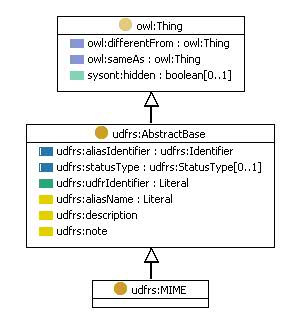 owl:Thing
owl:differentFrom : owl:Thing
owl:sameAs : owl:Thing
sysont:hidden : boolean[0..1]
udfrs:AbstractBase
udfrs:aliasIdentifier : udfrs:Identifier
udfrs:statusType : udfrs:StatusType[0..1]
udfrs:udfrIdentifier : Literal
udfrs:aliasName : Literal
udfrs:description
udfrs:note
udfrs:MIME